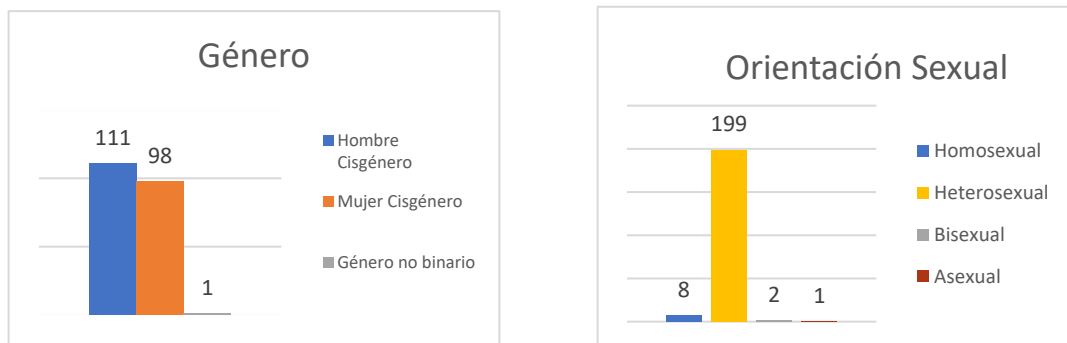 Género
111
98
1
Hombre
Cisgénero
Mujer Cisgénero
Género no binario
Orientación Sexual
199
8
2
1
Homosexual
Heterosexual
Bisexual
Asexual